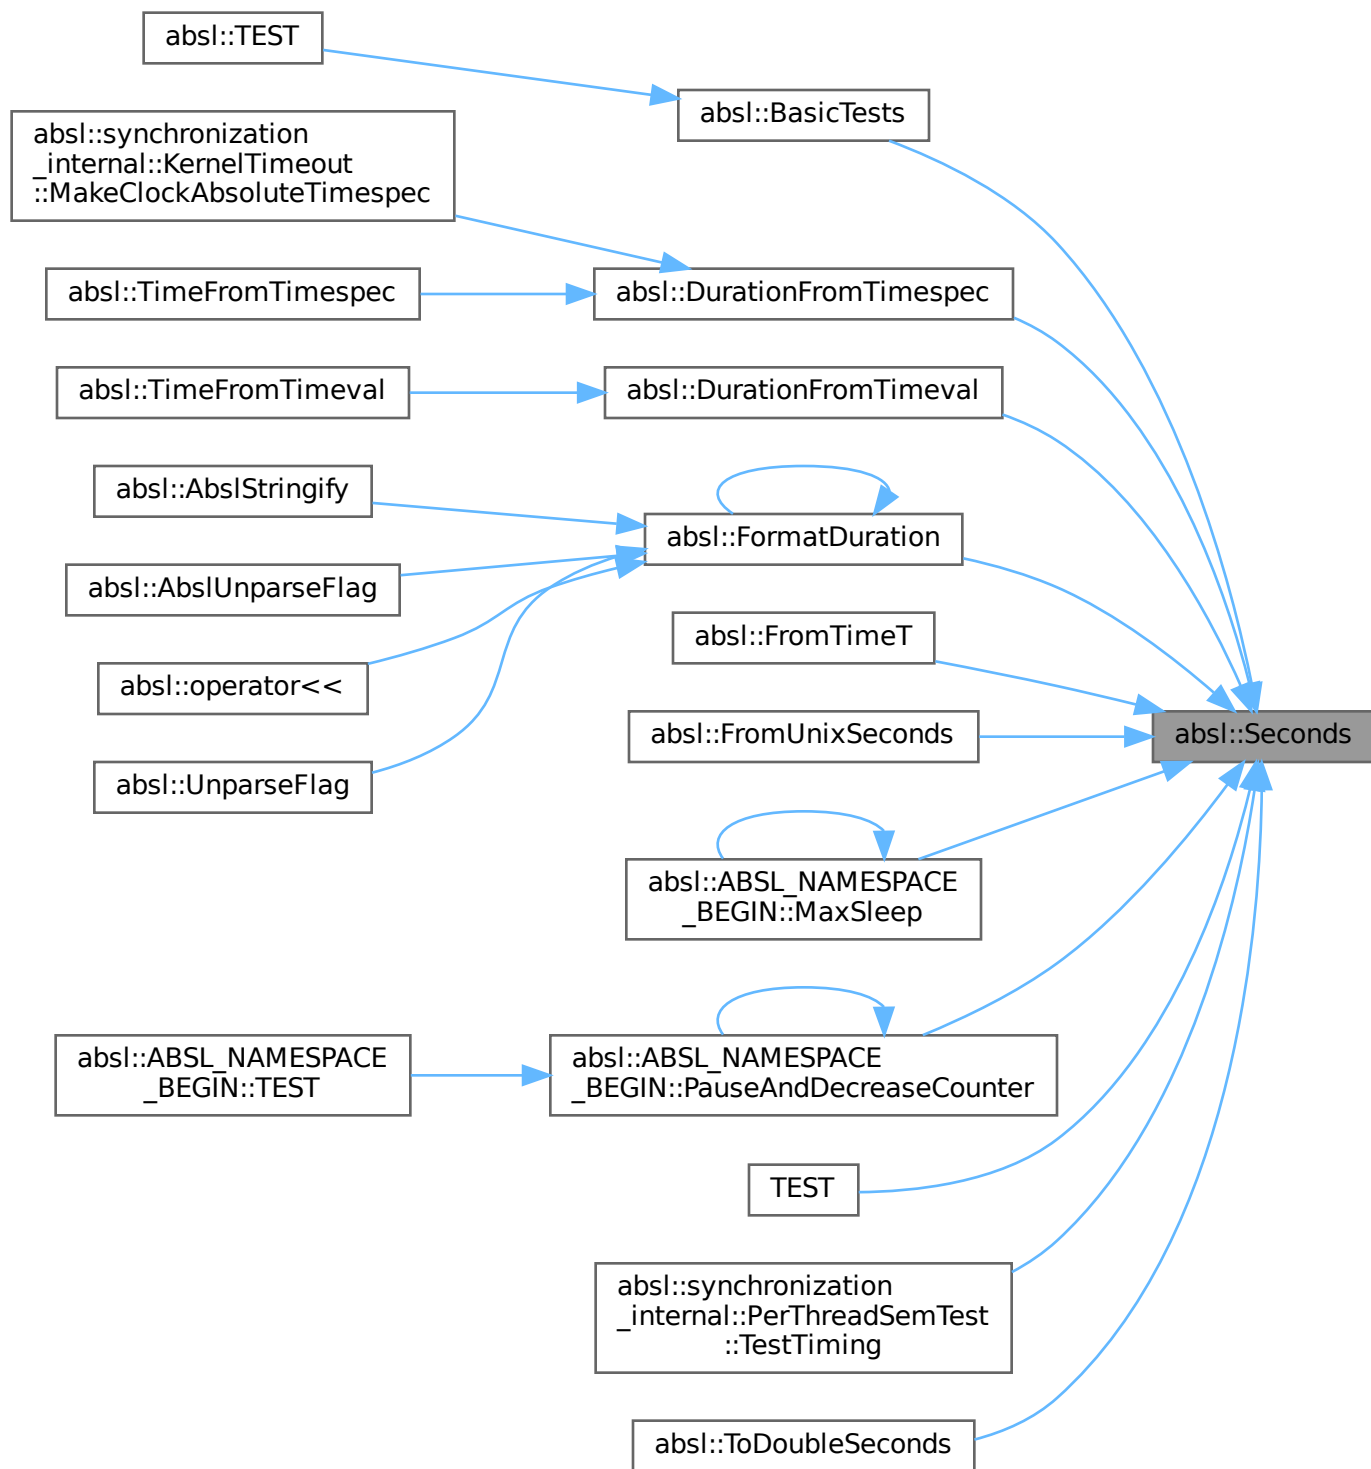 absl::TEST
absl::BasicTests
absl::synchronization
_internal::KernelTimeout
::MakeClockAbsoluteTimespec
absl::TimeFromTimespec
absl::DurationFromTimespec
absl::TimeFromTimeval
absl::DurationFromTimeval
absl::AbslStringify
absl::FormatDuration
absl::AbslUnparseFlag
absl::FromTimeT
absl::operator<<
absl::FromUnixSeconds
absl::Seconds
absl::UnparseFlag
absl::ABSL_NAMESPACE
_BEGIN::MaxSleep
absl::ABSL_NAMESPACE
_BEGIN::TEST
absl::ABSL_NAMESPACE
_BEGIN::PauseAndDecreaseCounter
TEST
absl::synchronization
_internal::PerThreadSemTest
::TestTiming
absl::ToDoubleSeconds